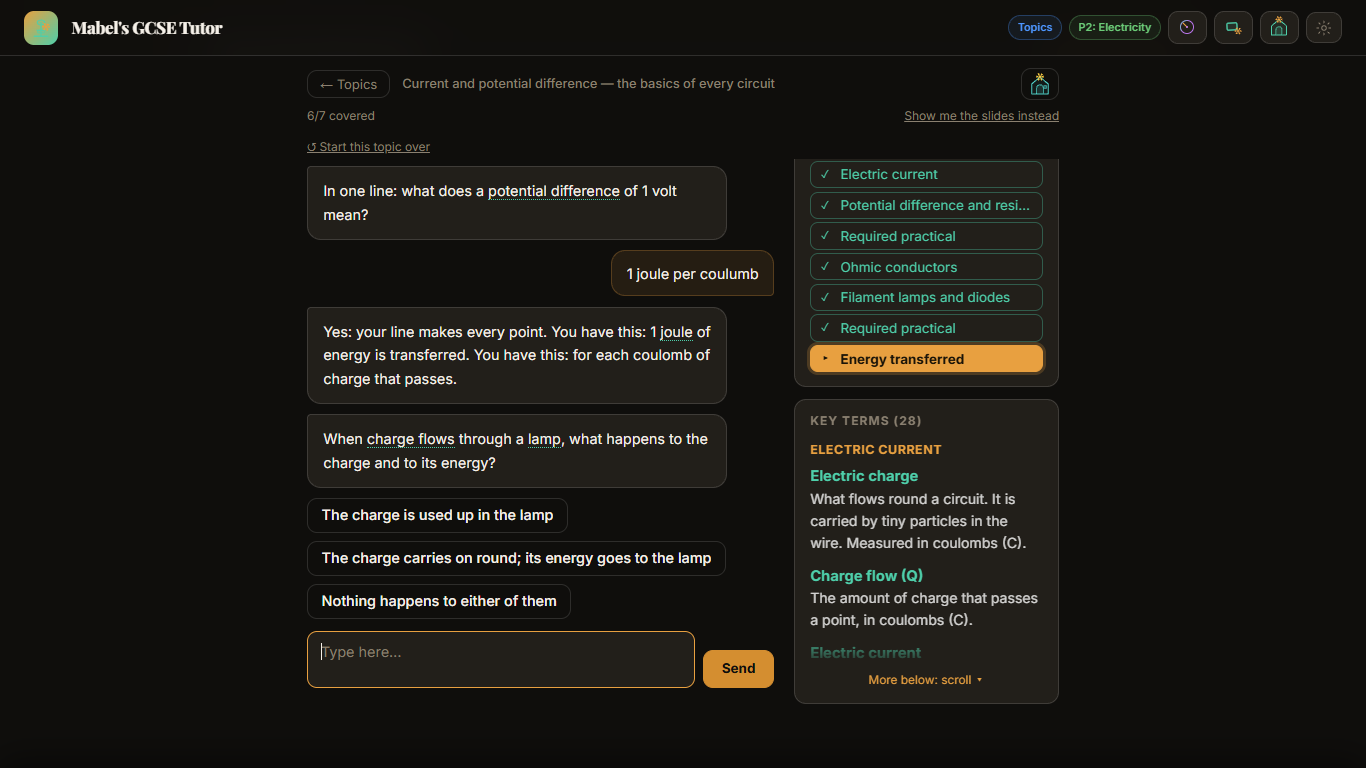 Mabel's GCSE Tutor
Topics
P2: Electricity
← Topics
Current and potential difference — the basics of every circuit
6/7 covered
Show me the slides instead
↺ Start this topic over
In one line: what does a potential difference of 1 volt
mean?
1 joule per coulumb
Yes: your line makes every point. You have this: 1 joule of
energy is transferred. You have this: for each coulomb of
charge that passes.
When charge flows through a lamp, what happens to the
charge and to its energy?
The charge is used up in the lamp
The charge carries on round; its energy goes to the lamp
Nothing happens to either of them
Type here...
Send
✓ Electric current
✓ Potential difference and resi...
✓ Required practical
✓ Ohmic conductors
✓ Filament lamps and diodes
✓ Required practical
▸ Energy transferred
KEY TERMS (28)
ELECTRIC CURRENT
Electric charge
What flows round a circuit. It is
carried by tiny particles in the
wire. Measured in coulombs (C).
Charge flow (Q)
The amount of charge that passes
a point, in coulombs (C).
Electric current
More below: scroll ▾